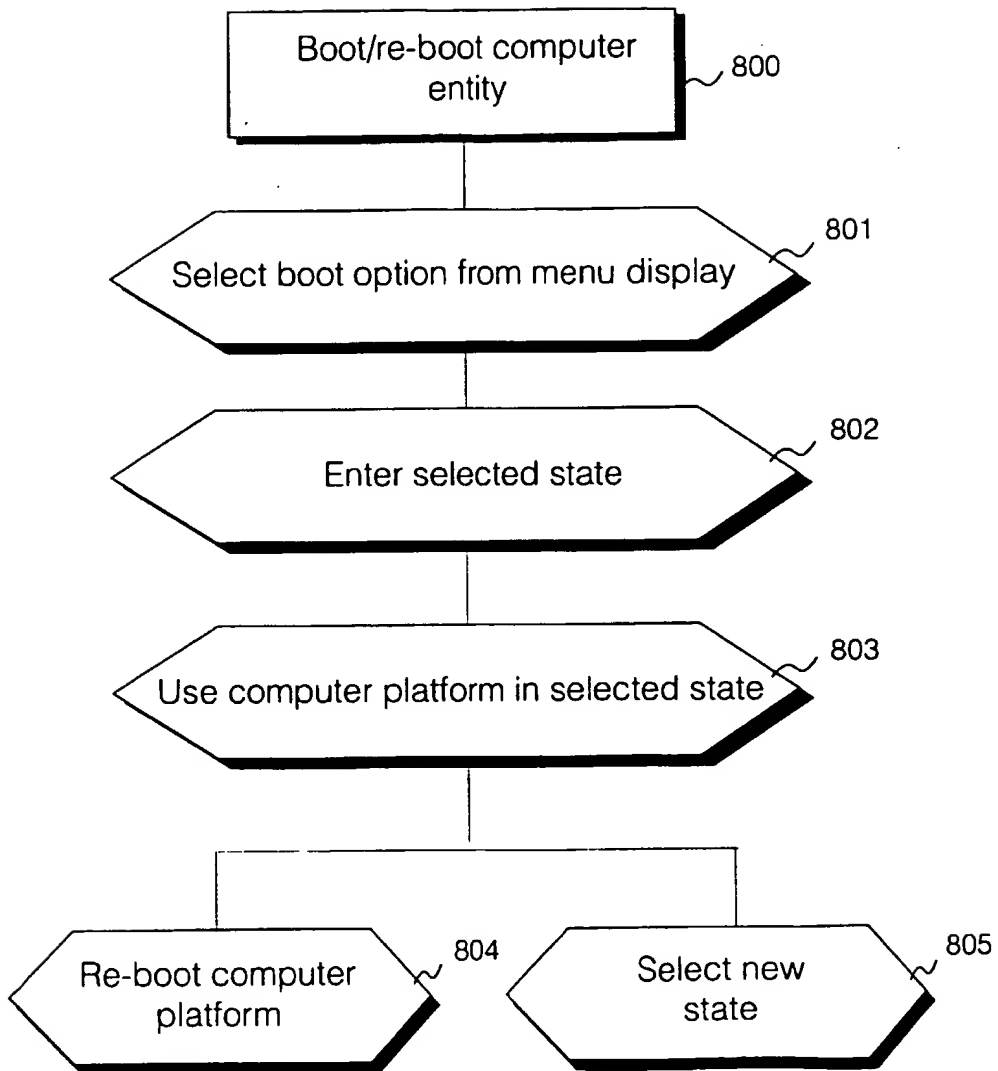 Boot/re-boot computer
entity
800
801
Select boot option from menu display
802
Enter selected state
803
Use computer platform in selected state
804
Re-boot computer
platform
805
Select new
state